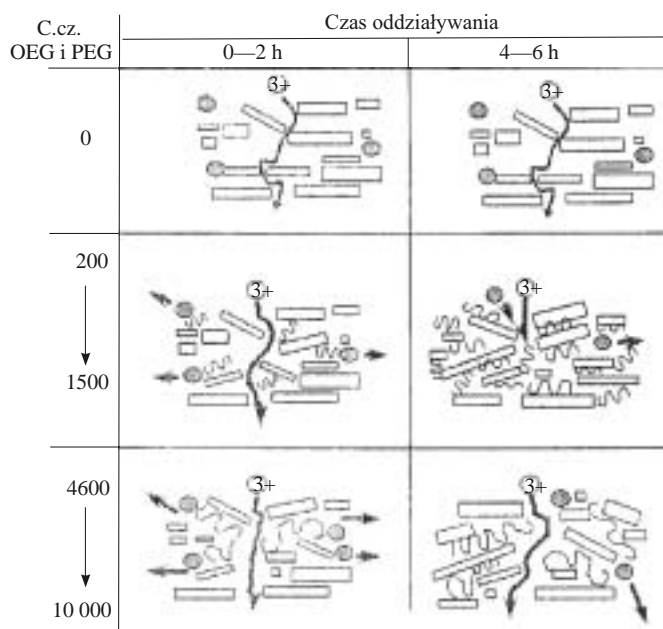 C.cz.
OEG i PEG
Czas oddziaływania
0—2 h
4—6 h
0
3+
3+
200
1500
3+
3+
4600
10 000
3+
3+